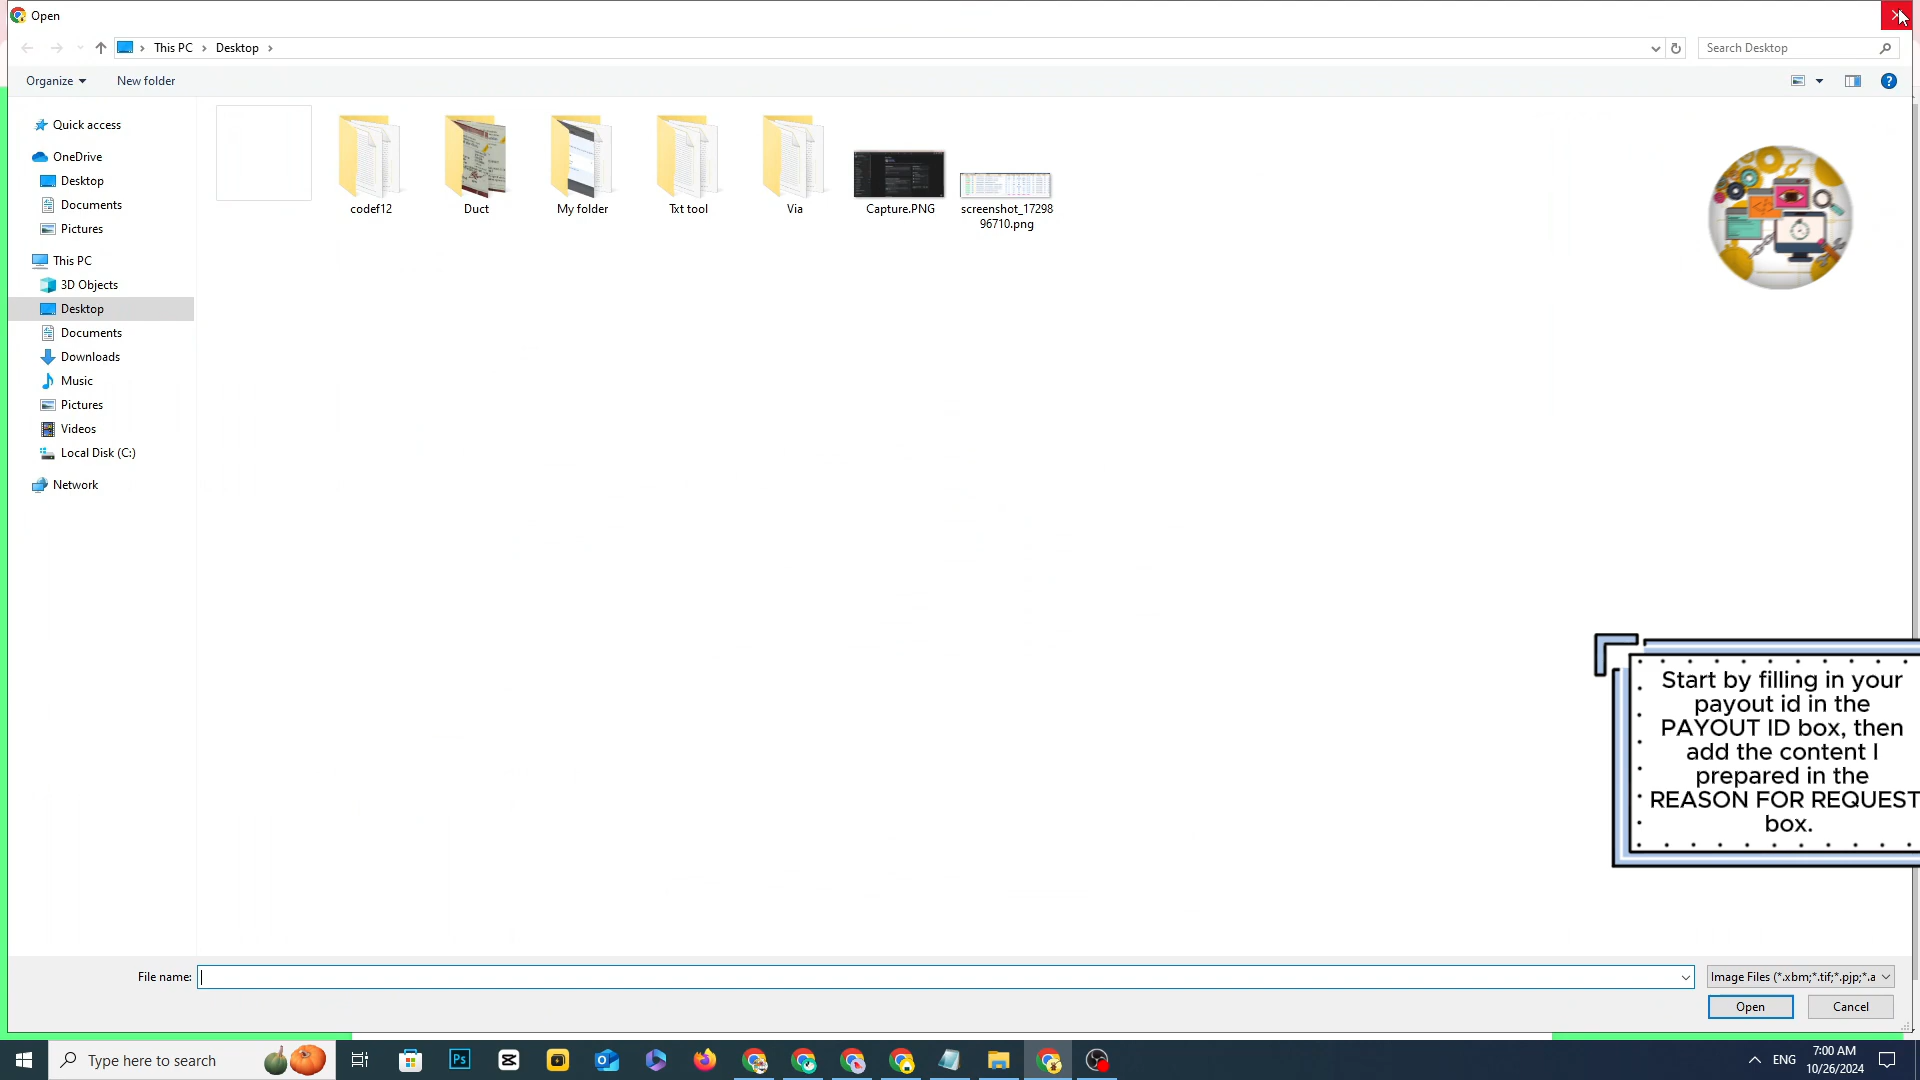 Open
This PC
Desktop
Search Desktop
Organize
New folder
Quick access
OneDrive
Desktop
Documents
Pictures
This PC
3D Objects
Desktop
Documents
Downloads
Music
Pictures
Videos
Local Disk (C:)
Network
codef12
Duct
My folder
Txt tool
Via
Capture.PNG
screenshot_17298
96710.png
Start by filling in your
payout id in the
PAYOUT ID box, then
add the content I
prepared in the
REASON FOR REQUEST
box.
File name:
Image Files (*.xbm;*.tif;*.pjp;*.a
Open
Cancel
Type here to search
Ps
ENG
7:00 AM
10/26/2024